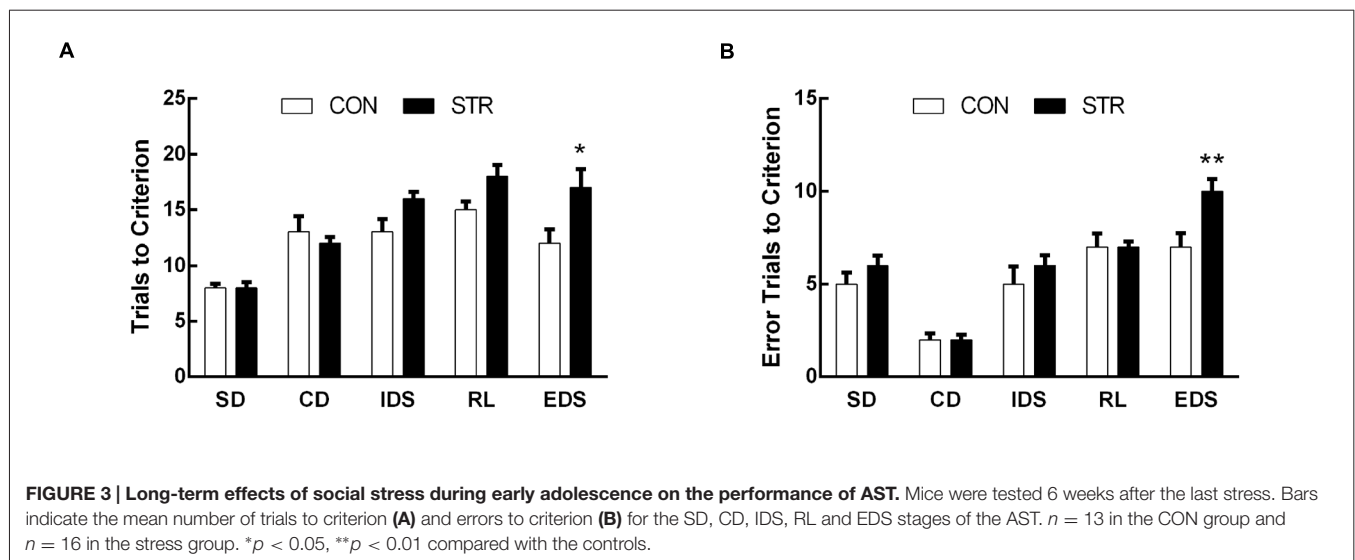 A
B
25
20
15
10
5
0
Trials to Criterion
CON STR
*
SD CD IDS RL EDS
15
10
5
0
Error Trials to Criterion
CON STR
**
SD CD IDS RL EDS
FIGURE 3 | Long-term effects of social stress during early adolescence on the performance of AST. Mice were tested 6 weeks after the last stress. Bars
indicate the mean number of trials to criterion (A) and errors to criterion (B) for the SD, CD, IDS, RL and EDS stages of the AST. n = 13 in the CON group and
n = 16 in the stress group. *p < 0.05, **p < 0.01 compared with the controls.